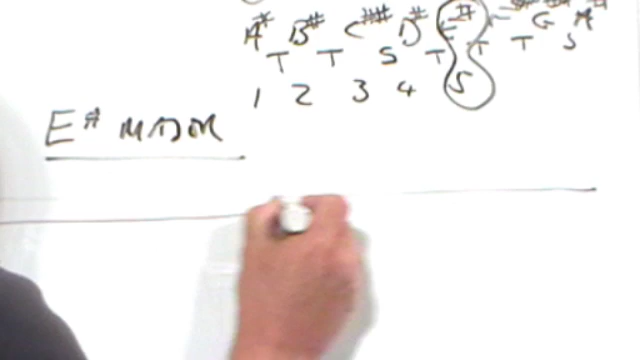 A# B# C## D# E# G A#
T T S T T T S
1 2 3 4 5
E# MAJOR